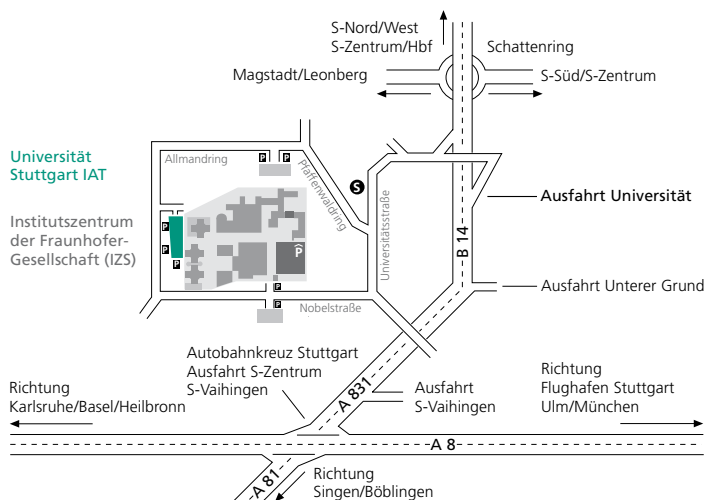 S-Nord/West
S-Zentrum/Hbf
Schattenring
Magstadt/Leonberg
S-Süd/S-Zentrum
Universität
Stuttgart IAT
Allmandring
P
P
Pfaffenwaldring
S
Universitätsstraße
Ausfahrt Universität
Institutszentrum
der Fraunhofer-
Gesellschaft (IZS)
P
P
P
P
P
P
B 14
Nobelstraße
Ausfahrt Unterer Grund
Autobahnkreuz Stuttgart
Ausfahrt S-Zentrum
S-Vaihingen
A 831
Ausfahrt
S-Vaihingen
Richtung
Karlsruhe/Basel/Heilbronn
Richtung
Flughafen Stuttgart
Ulm/München
A 8
A 81
Richtung
Singen/Böblingen